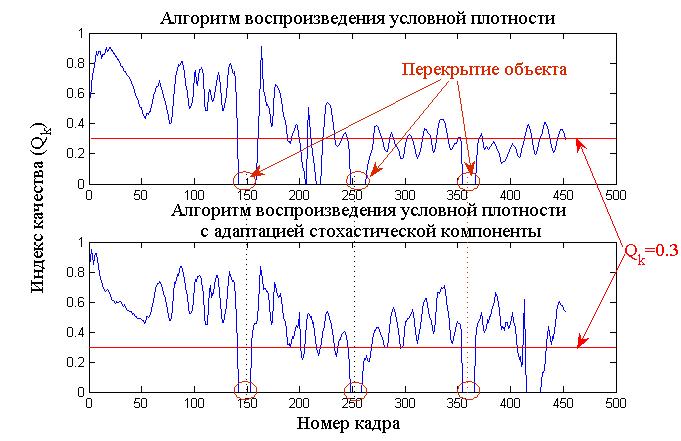 Алгоритм воспроизведения условной плотности
1
0.8
0.6
0.4
0.2
0
Перекрытие объекта
0 50 100 150 200 250 300 350 400 450 500
Индекс качества (Qk)
Алгоритм воспроизведения условной плотности
с адаптацией стохастической компоненты
Qk=0.3
1
0.8
0.6
0.4
0.2
0
0 50 100 150 200 250 300 350 400 450 500
Номер кадра